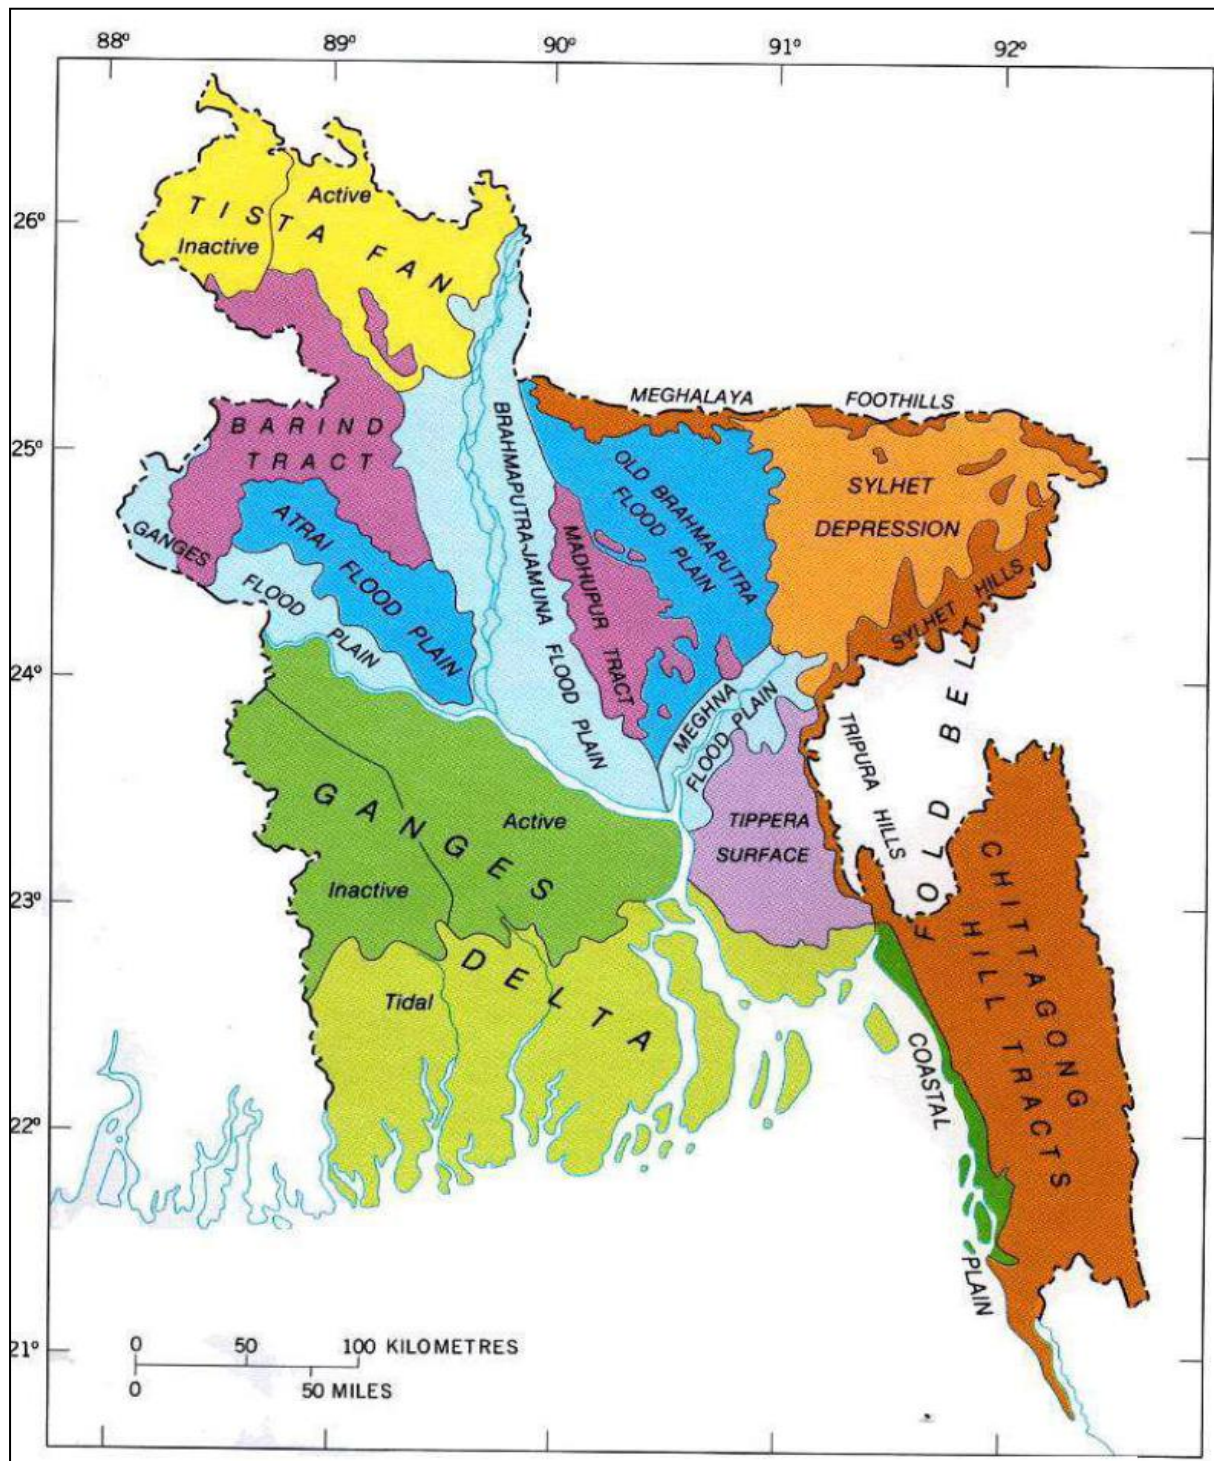 88° 89° 90° 91° 92°
26°
25°
24°
23°
22°
21°
TISTA FAN
Active
Inactive
BARIND
TRACT
MEGHALAYA FOOTHILLS
SYLHET
DEPRESSION
SYLHET HILLS
OLD BRAHMAPUTRA
FLOOD PLAIN
BRAHMAPUTRA-JAMUNA FLOOD PLAIN
MADHUPUR TRACT
ATRAI
FLOOD PLAIN
GANGES
FLOOD PLAIN
MEGHNA
FLOOD PLAIN
TIPPERA
SURFACE
TRIPURA HILLS
FOLD BELT
GANGES
DELTA
Active
Inactive
Tidal
CHITTAGONG
HILL TRACTS
COASTAL PLAIN
0 50 100 KILOMETRES
0 50 MILES